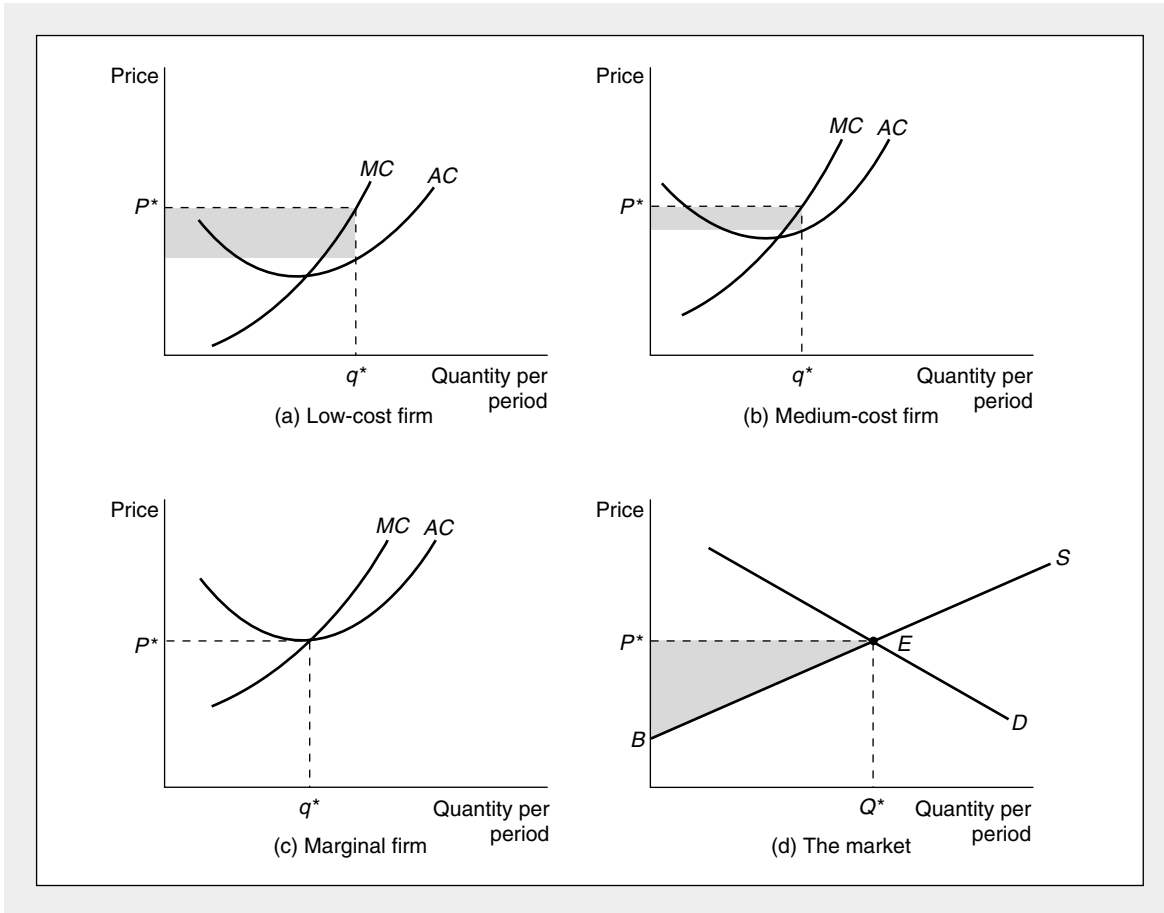 Price
MC
AC
P*
q*
Quantity per
period
(a) Low-cost firm
Price
MC
AC
P*
q*
Quantity per
period
(b) Medium-cost firm
Price
MC
AC
P*
q*
Quantity per
period
(c) Marginal firm
Price
S
P*
E
D
B
Q*
Quantity per
period
(d) The market